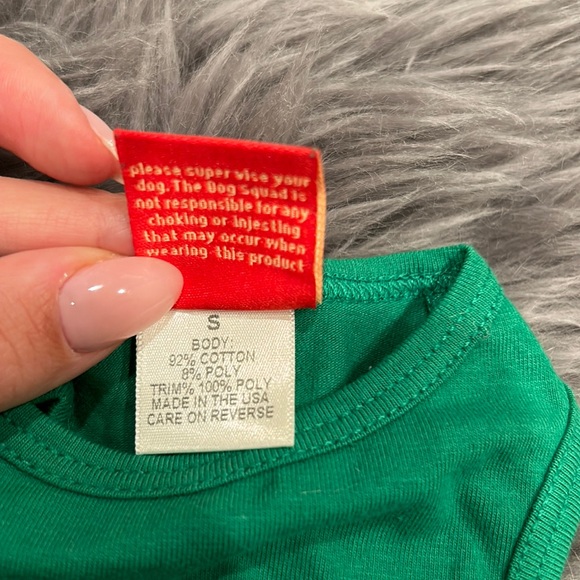 please super vise your
dog. The Dog Squad is
not responsible for any
choking or injesting
that may occur when
wearing this product
S
BODY:
92% COTTON
8% POLY
TRIM% 100% POLY
MADE IN THE USA
CARE ON REVERSE